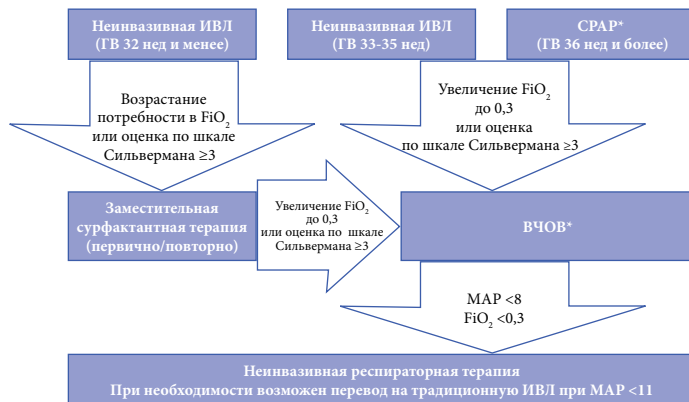 Неинвазивная ИВЛ
(ГВ 32 нед и менее)
Неинвазивная ИВЛ
(ГВ 33-35 нед)
CPAP*
(ГВ 36 нед и более)
Возрастание
потребности в FiO₂
или оценка по шкале
Сильвермана ≥3
Увеличение FiO₂
до 0,3
или оценка
по шкале Сильвермана ≥3
Заместительная
сурфактантная терапия
(первично/повторно)
Увеличение FiO₂
до 0,3
или оценка по шкале
Сильвермана ≥3
ВЧОВ*
МАР <8
FiO₂ <0,3
Неинвазивная респираторная терапия
При необходимости возможен перевод на традиционную ИВЛ при МАР <11